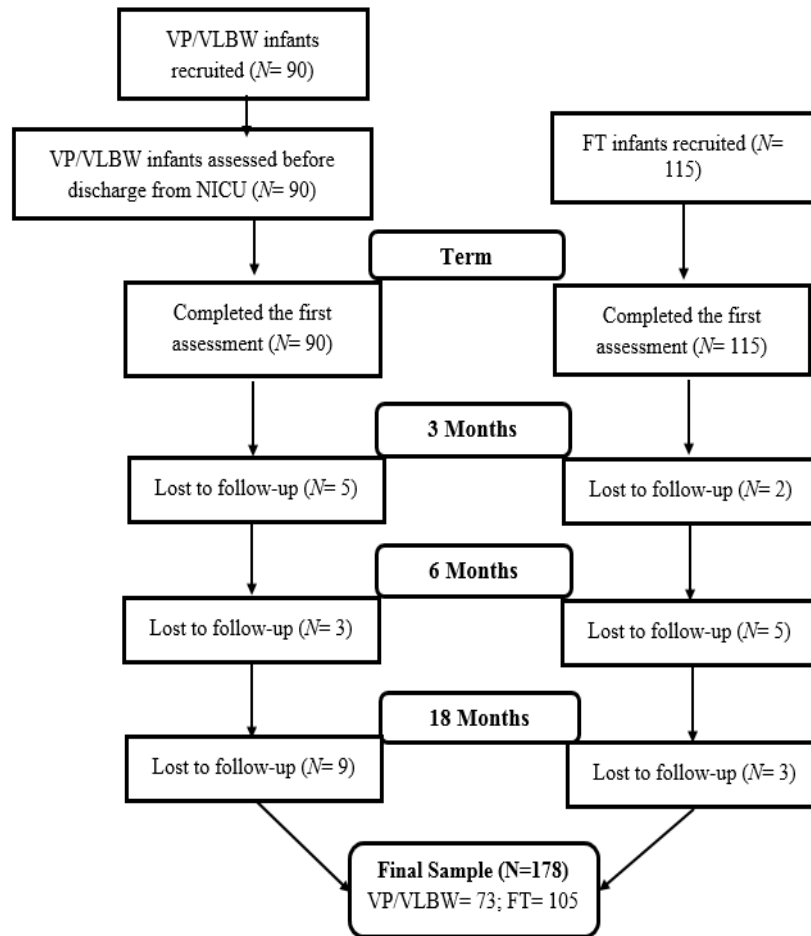 VP/VLBW infants
recruited (N= 90)
VP/VLBW infants assessed before
discharge from NICU (N= 90)
FT infants recruited (N=
115)
Term
Completed the first
assessment (N= 90)
Completed the first
assessment (N= 115)
3 Months
Lost to follow-up (N= 5)
Lost to follow-up (N= 2)
6 Months
Lost to follow-up (N= 3)
Lost to follow-up (N= 5)
18 Months
Lost to follow-up (N= 9)
Lost to follow-up (N= 3)
Final Sample (N=178)
VP/VLBW= 73; FT= 105